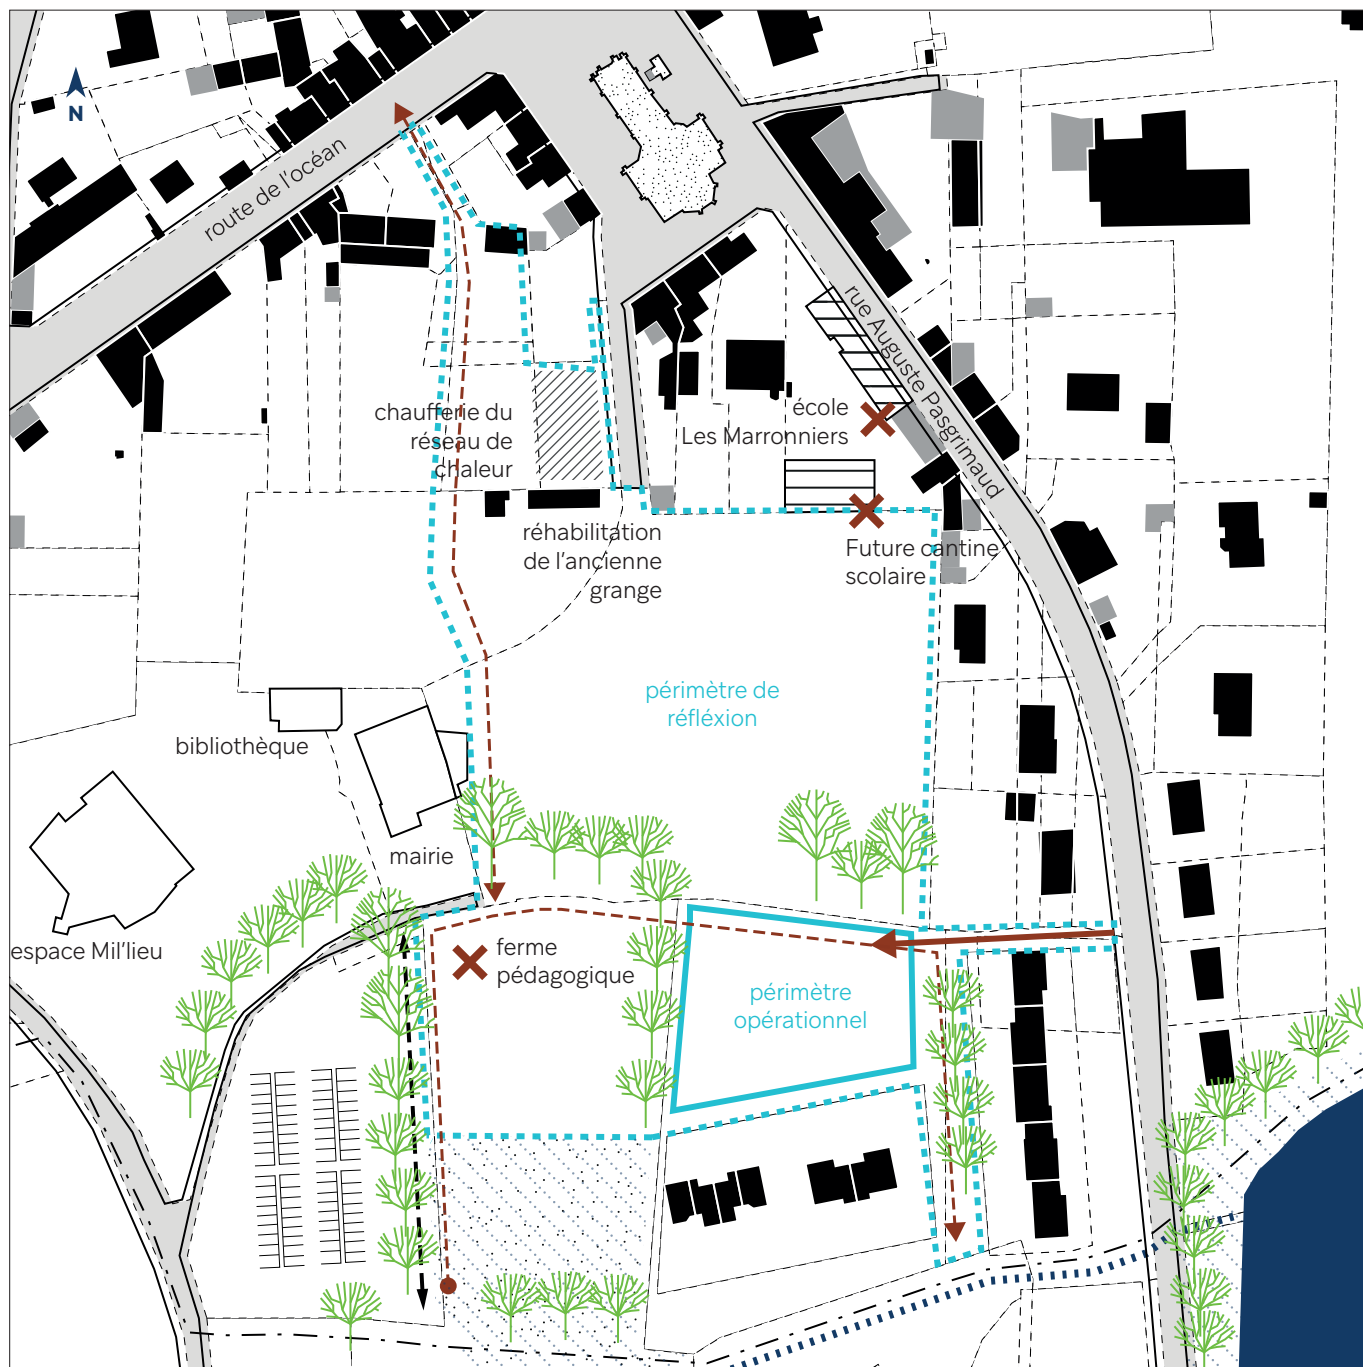 N
route de l'océan
rue Auguste Pasgrimaud
chaufferie du
réseau de
chaleur
école
Les Marronniers
réhabilitation
de l'ancienne
grange
Future cantine
scolaire
périmètre de
réfléxion
bibliothèque
mairie
espace Mil'lieu
ferme
pédagogique
périmètre
opérationnel